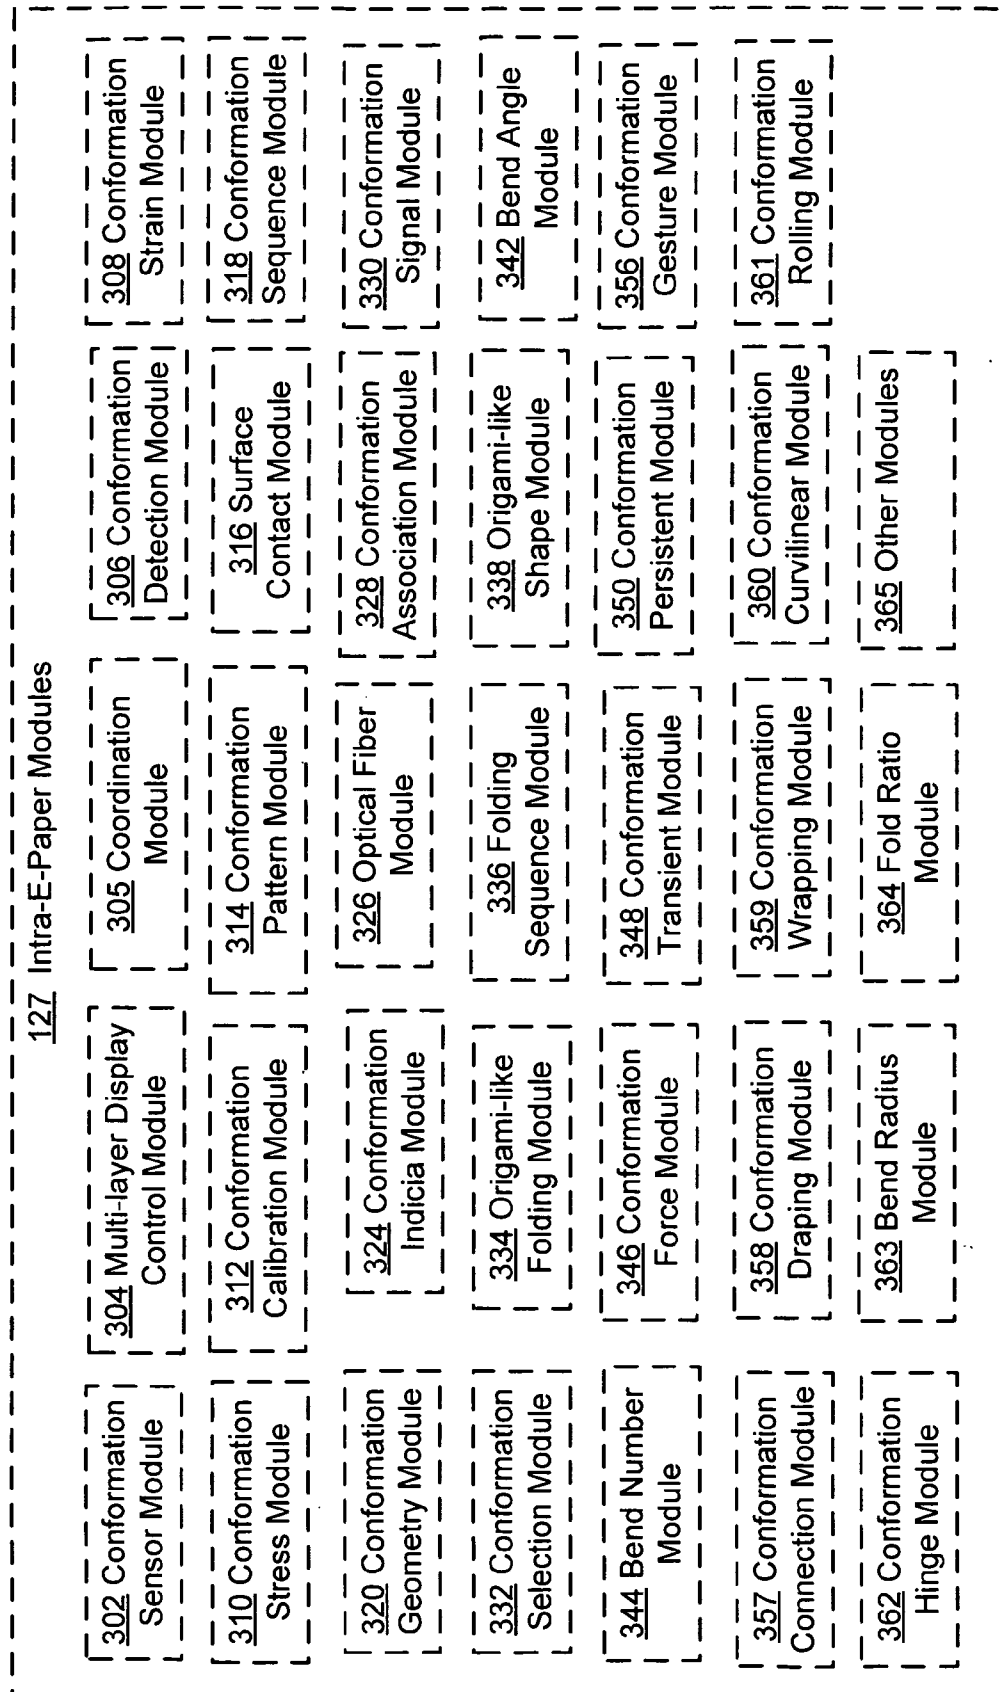 127 Intra-E-Paper Modules
302 Conformation
Sensor Module
304 Multi-layer Display
Control Module
305 Coordination
Module
306 Conformation
Detection Module
308 Conformation
Strain Module
310 Conformation
Stress Module
312 Conformation
Calibration Module
314 Conformation
Pattern Module
316 Surface
Contact Module
318 Conformation
Sequence Module
320 Conformation
Geometry Module
324 Conformation
Indicia Module
326 Optical Fiber
Module
328 Conformation
Association Module
330 Conformation
Signal Module
332 Conformation
Selection Module
334 Origami-like
Folding Module
336 Folding
Sequence Module
338 Origami-like
Shape Module
342 Bend Angle
Module
344 Bend Number
Module
346 Conformation
Force Module
348 Conformation
Transient Module
350 Conformation
Persistent Module
356 Conformation
Gesture Module
357 Conformation
Connection Module
358 Conformation
Draping Module
359 Conformation
Wrapping Module
360 Conformation
Curvilinear Module
361 Conformation
Rolling Module
362 Conformation
Hinge Module
363 Bend Radius
Module
364 Fold Ratio
Module
365 Other Modules